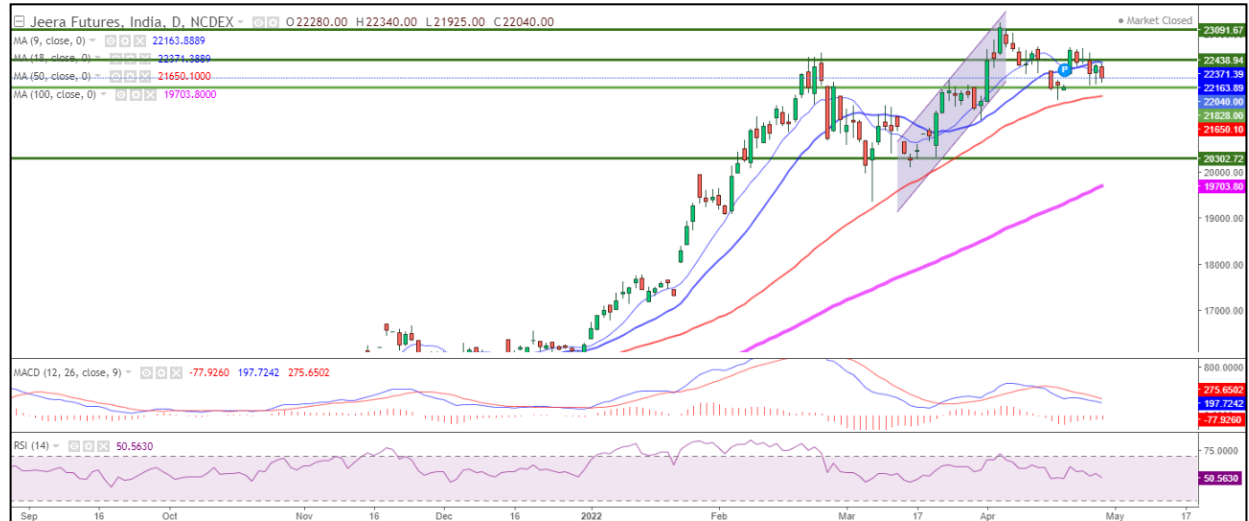 Jeera Futures, India, D, NCDEX O22280.00 H22340.00 L21925.00 C22040.00
Market Closed
MA (9, close, 0) 22163.8889
MA (18, close, 0) 22371.3889
MA (50, close, 0) 21650.1000
MA (100, close, 0) 19703.8000
23091.67
22438.94
22371.39
22163.89
22040.00
21828.00
21650.10
20302.72
20000.00
19703.80
19000.00
18000.00
17000.00
P
MACD (12, 26, close, 9) -77.9260 197.7242 275.6502
800.0000
275.6502
197.7242
-77.9260
RSI (14) 50.5630
75.0000
50.5630
Sep 16 Oct Nov 16 Dec 16 2022 Feb Mar 17 Apr May 17